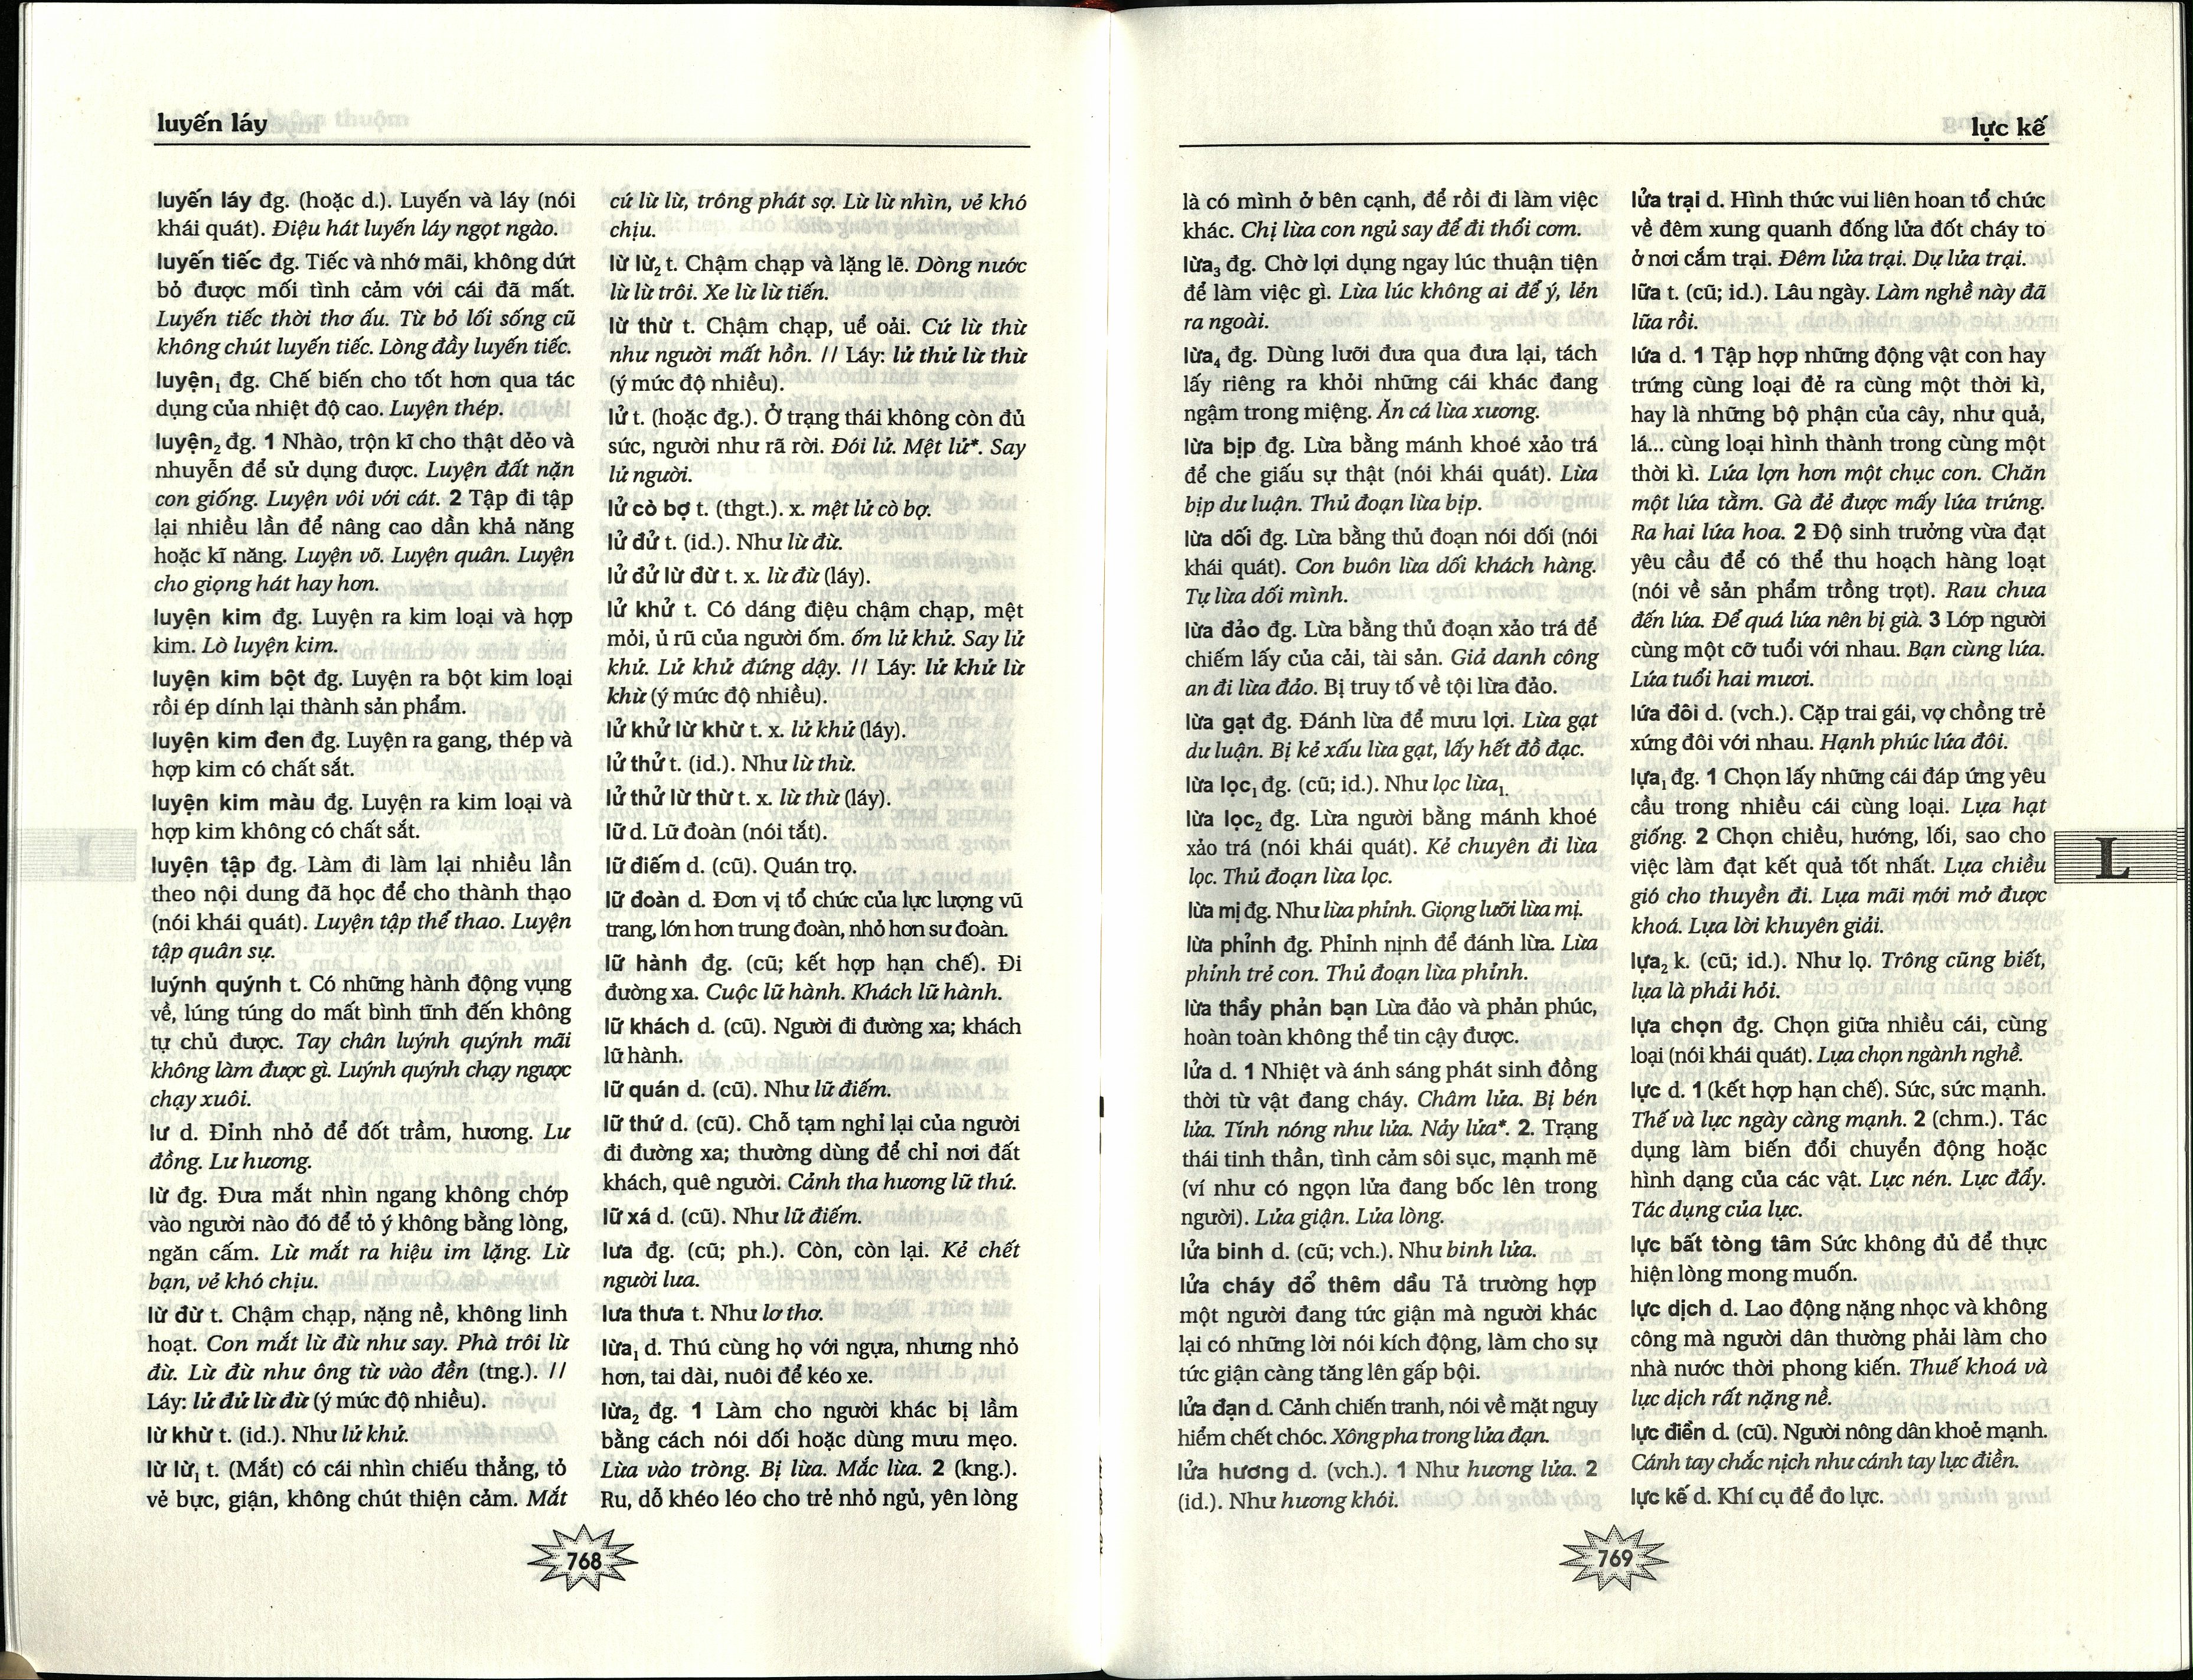 luyến láy
luyến láy đg. (hoặc d.). Luyến và láy (nói
khái quát). Điệu hát luyến láy ngọt ngào.
luyến tiếc đg. Tiếc và nhớ mãi, không dứt
bỏ được mối tình cảm với cái đã mất.
Luyến tiếc thời thơ ấu. Từ bỏ lối sống cũ
không chút luyến tiếc. Lòng đầy luyến tiếc.
luyện₁ đg. Chế biến cho tốt hơn qua tác
dụng của nhiệt độ cao. Luyện thép.
luyện₂ đg. 1 Nhào, trộn kĩ cho thật dẻo và
nhuyễn để sử dụng được. Luyện đất nặn
con giống. Luyện vôi với cát. 2 Tập đi tập
lại nhiều lần để nâng cao dần khả năng
hoặc kĩ năng. Luyện võ. Luyện quân. Luyện
cho giọng hát hay hơn.
luyện kim đg. Luyện ra kim loại và hợp
kim. Lò luyện kim.
luyện kim bột đg. Luyện ra bột kim loại
rồi ép dính lại thành sản phẩm.
luyện kim đen đg. Luyện ra gang, thép và
hợp kim có chất sắt.
luyện kim màu đg. Luyện ra kim loại và
hợp kim không có chất sắt.
luyện tập đg. Làm đi làm lại nhiều lần
theo nội dung đã học để cho thành thạo
(nói khái quát). Luyện tập thể thao. Luyện
tập quân sự.
luýnh quýnh t. Có những hành động vụng
về, lúng túng do mất bình tĩnh đến không
tự chủ được. Tay chân luýnh quýnh mãi
không làm được gì. Luýnh quýnh chạy ngược
chạy xuôi.
lư d. Đỉnh nhỏ để đốt trầm, hương. Lư
đồng. Lư hương.
lừ đg. Đưa mắt nhìn ngang không chớp
vào người nào đó để tỏ ý không bằng lòng,
ngăn cấm. Lừ mắt ra hiệu im lặng. Lừ
bạn, vẻ khó chịu.
lừ đừ t. Chậm chạp, nặng nề, không linh
hoạt. Con mắt lừ đừ như say. Phà trôi lừ
đừ. Lừ đừ như ông từ vào đền (tng.). //
Láy: lử đử lừ đừ (ý mức độ nhiều).
lừ khừ t. (id.). Như lử khử.
lừ lừ₁ t. (Mắt) có cái nhìn chiếu thẳng, tỏ
vẻ bực, giận, không chút thiện cảm. Mắt
cứ lừ lừ, trông phát sợ. Lừ lừ nhìn, vẻ khó
chịu.
lừ lừ₂ t. Chậm chạp và lặng lẽ. Dòng nước
lừ lừ trôi. Xe lừ lừ tiến.
lừ thừ t. Chậm chạp, uể oải. Cứ lừ thừ
như người mất hồn. // Láy: lử thử lừ thừ
(ý mức độ nhiều).
lử t. (hoặc đg.). Ở trạng thái không còn đủ
sức, người như rã rời. Đói lử. Mệt lử*. Say
lử người.
lử cò bợ t. (thgt.). x. mệt lử cò bợ.
lử đử t. (id.). Như lừ đừ.
lử đử lừ đừ t. x. lừ đừ (láy).
lử khử t. Có dáng điệu chậm chạp, mệt
mỏi, ủ rũ của người ốm. ốm lử khử. Say lử
khử. Lử khử đứng dậy. // Láy: lử khử lừ
khừ (ý mức độ nhiều).
lử khử lừ khừ t. x. lử khử (láy).
lử thử t. (id.). Như lừ thừ.
lử thử lừ thừ t. x. lừ thừ (láy).
lữ d. Lữ đoàn (nói tắt).
lữ điếm d. (cũ). Quán trọ.
lữ đoàn d. Đơn vị tổ chức của lực lượng vũ
trang, lớn hơn trung đoàn, nhỏ hơn sư đoàn.
lữ hành đg. (cũ; kết hợp hạn chế). Đi
đường xa. Cuộc lữ hành. Khách lữ hành.
lữ khách d. (cũ). Người đi đường xa; khách
lữ hành.
lữ quán d. (cũ). Như lữ điếm.
lữ thứ d. (cũ). Chỗ tạm nghỉ lại của người
đi đường xa; thường dùng để chỉ nơi đất
khách, quê người. Cảnh tha hương lữ thứ.
lữ xá d. (cũ). Như lữ điếm.
lưa đg. (cũ; ph.). Còn, còn lại. Kẻ chết
người lưa.
lưa thưa t. Như lơ thơ.
lừa₁ d. Thú cùng họ với ngựa, nhưng nhỏ
hơn, tai dài, nuôi để kéo xe.
lừa₂ đg. 1 Làm cho người khác bị lầm
bằng cách nói dối hoặc dùng mưu mẹo.
Lừa vào tròng. Bị lừa. Mắc lừa. 2 (kng.).
Ru, dỗ khéo léo cho trẻ nhỏ ngủ, yên lòng
768
lực kế
là có mình ở bên cạnh, để rồi đi làm việc
khác. Chị lừa con ngủ say để đi thổi cơm.
lừa₃ đg. Chờ lợi dụng ngay lúc thuận tiện
để làm việc gì. Lừa lúc không ai để ý, lẻn
ra ngoài.
lừa₄ đg. Dùng lưỡi đưa qua đưa lại, tách
lấy riêng ra khỏi những cái khác đang
ngậm trong miệng. Ăn cá lừa xương.
lừa bịp đg. Lừa bằng mánh khoé xảo trá
để che giấu sự thật (nói khái quát). Lừa
bịp dư luận. Thủ đoạn lừa bịp.
lừa dối đg. Lừa bằng thủ đoạn nói dối (nói
khái quát). Con buôn lừa dối khách hàng.
Tự lừa dối mình.
lừa đảo đg. Lừa bằng thủ đoạn xảo trá để
chiếm lấy của cải, tài sản. Giả danh công
an đi lừa đảo. Bị truy tố về tội lừa đảo.
lừa gạt đg. Đánh lừa để mưu lợi. Lừa gạt
dư luận. Bị kẻ xấu lừa gạt, lấy hết đồ đạc.
lừa lọc₁ đg. (cũ; id.). Như lọc lừa₁.
lừa lọc₂ đg. Lừa người bằng mánh khoé
xảo trá (nói khái quát). Kẻ chuyên đi lừa
lọc. Thủ đoạn lừa lọc.
lừa mị đg. Như lừa phỉnh. Giọng lưỡi lừa mị.
lừa phỉnh đg. Phỉnh nịnh để đánh lừa. Lừa
phỉnh trẻ con. Thủ đoạn lừa phỉnh.
lừa thầy phản bạn Lừa đảo và phản phúc,
hoàn toàn không thể tin cậy được.
lửa d. 1 Nhiệt và ánh sáng phát sinh đồng
thời từ vật đang cháy. Châm lửa. Bị bén
lửa. Tính nóng như lửa. Nảy lửa*. 2. Trạng
thái tinh thần, tình cảm sôi sục, mạnh mẽ
(ví như có ngọn lửa đang bốc lên trong
người). Lửa giận. Lửa lòng.
lửa binh d. (cũ; vch.). Như binh lửa.
lửa cháy đổ thêm dầu Tả trường hợp
một người đang tức giận mà người khác
lại có những lời nói kích động, làm cho sự
tức giận càng tăng lên gấp bội.
lửa đạn d. Cảnh chiến tranh, nói về mặt nguy
hiểm chết chóc. Xông pha trong lửa đạn.
lửa hương d. (vch.). 1 Như hương lửa. 2
(id.). Như hương khói.
lửa trại d. Hình thức vui liên hoan tổ chức
về đêm xung quanh đống lửa đốt cháy to
ở nơi cắm trại. Đêm lửa trại. Dự lửa trại.
lữa t. (cũ; id.). Lâu ngày. Làm nghề này đã
lữa rồi.
lứa d. 1 Tập hợp những động vật con hay
trứng cùng loại đẻ ra cùng một thời kì,
hay là những bộ phận của cây, như quả,
lá... cùng loại hình thành trong cùng một
thời kì. Lứa lợn hơn một chục con. Chăn
một lứa tằm. Gà đẻ được mấy lứa trứng.
Ra hai lứa hoa. 2 Độ sinh trưởng vừa đạt
yêu cầu để có thể thu hoạch hàng loạt
(nói về sản phẩm trồng trọt). Rau chưa
đến lứa. Để quá lứa nên bị già. 3 Lớp người
cùng một cỡ tuổi với nhau. Bạn cùng lứa.
Lứa tuổi hai mươi.
lứa đôi d. (vch.). Cặp trai gái, vợ chồng trẻ
xứng đôi với nhau. Hạnh phúc lứa đôi.
lựa₁ đg. 1 Chọn lấy những cái đáp ứng yêu
cầu trong nhiều cái cùng loại. Lựa hạt
giống. 2 Chọn chiều, hướng, lối, sao cho
việc làm đạt kết quả tốt nhất. Lựa chiều
gió cho thuyền đi. Lựa mãi mới mở được
khoá. Lựa lời khuyên giải.
L
lựa₂ k. (cũ; id.). Như lọ. Trông cũng biết,
lựa là phải hỏi.
lựa chọn đg. Chọn giữa nhiều cái, cùng
loại (nói khái quát). Lựa chọn ngành nghề.
lực d. 1 (kết hợp hạn chế). Sức, sức mạnh.
Thế và lực ngày càng mạnh. 2 (chm.). Tác
dụng làm biến đổi chuyển động hoặc
hình dạng của các vật. Lực nén. Lực đẩy.
Tác dụng của lực.
lực bất tòng tâm Sức không đủ để thực
hiện lòng mong muốn.
lực dịch d. Lao động nặng nhọc và không
công mà người dân thường phải làm cho
nhà nước thời phong kiến. Thuế khoá và
lực dịch rất nặng nề.
lực điền d. (cũ). Người nông dân khoẻ mạnh.
Cánh tay chắc nịch như cánh tay lực điền.
lực kế d. Khí cụ để đo lực.
769